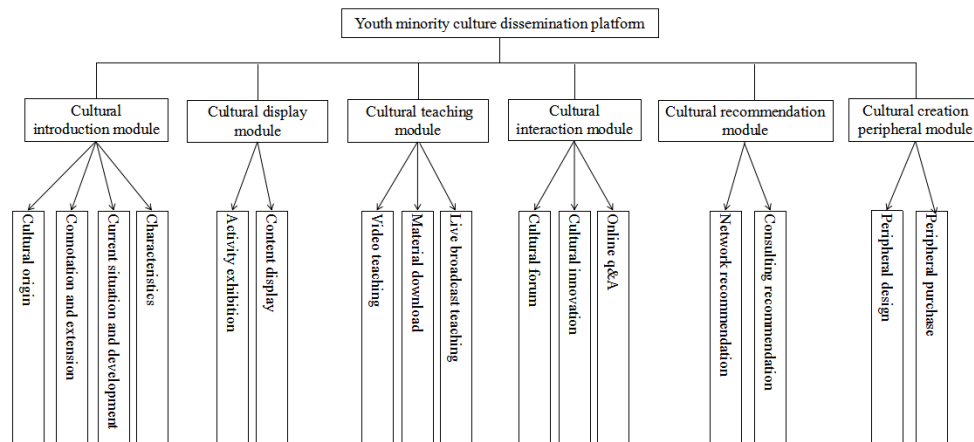 Youth minority culture dissemination platform
Cultural
introduction module
Cultural display
module
Cultural teaching
module
Cultural
interaction module
Cultural recommendation
module
Cultural creation
peripheral module
Cultural origin
Connotation and extension
Current situation and development
Characteristics
Activity exhibition
Content display
Video teaching
Material download
Live broadcast teaching
Cultural forum
Cultural innovation
Online q&A
Network recommendation
Consulting recommendation
Peripheral design
Peripheral purchase